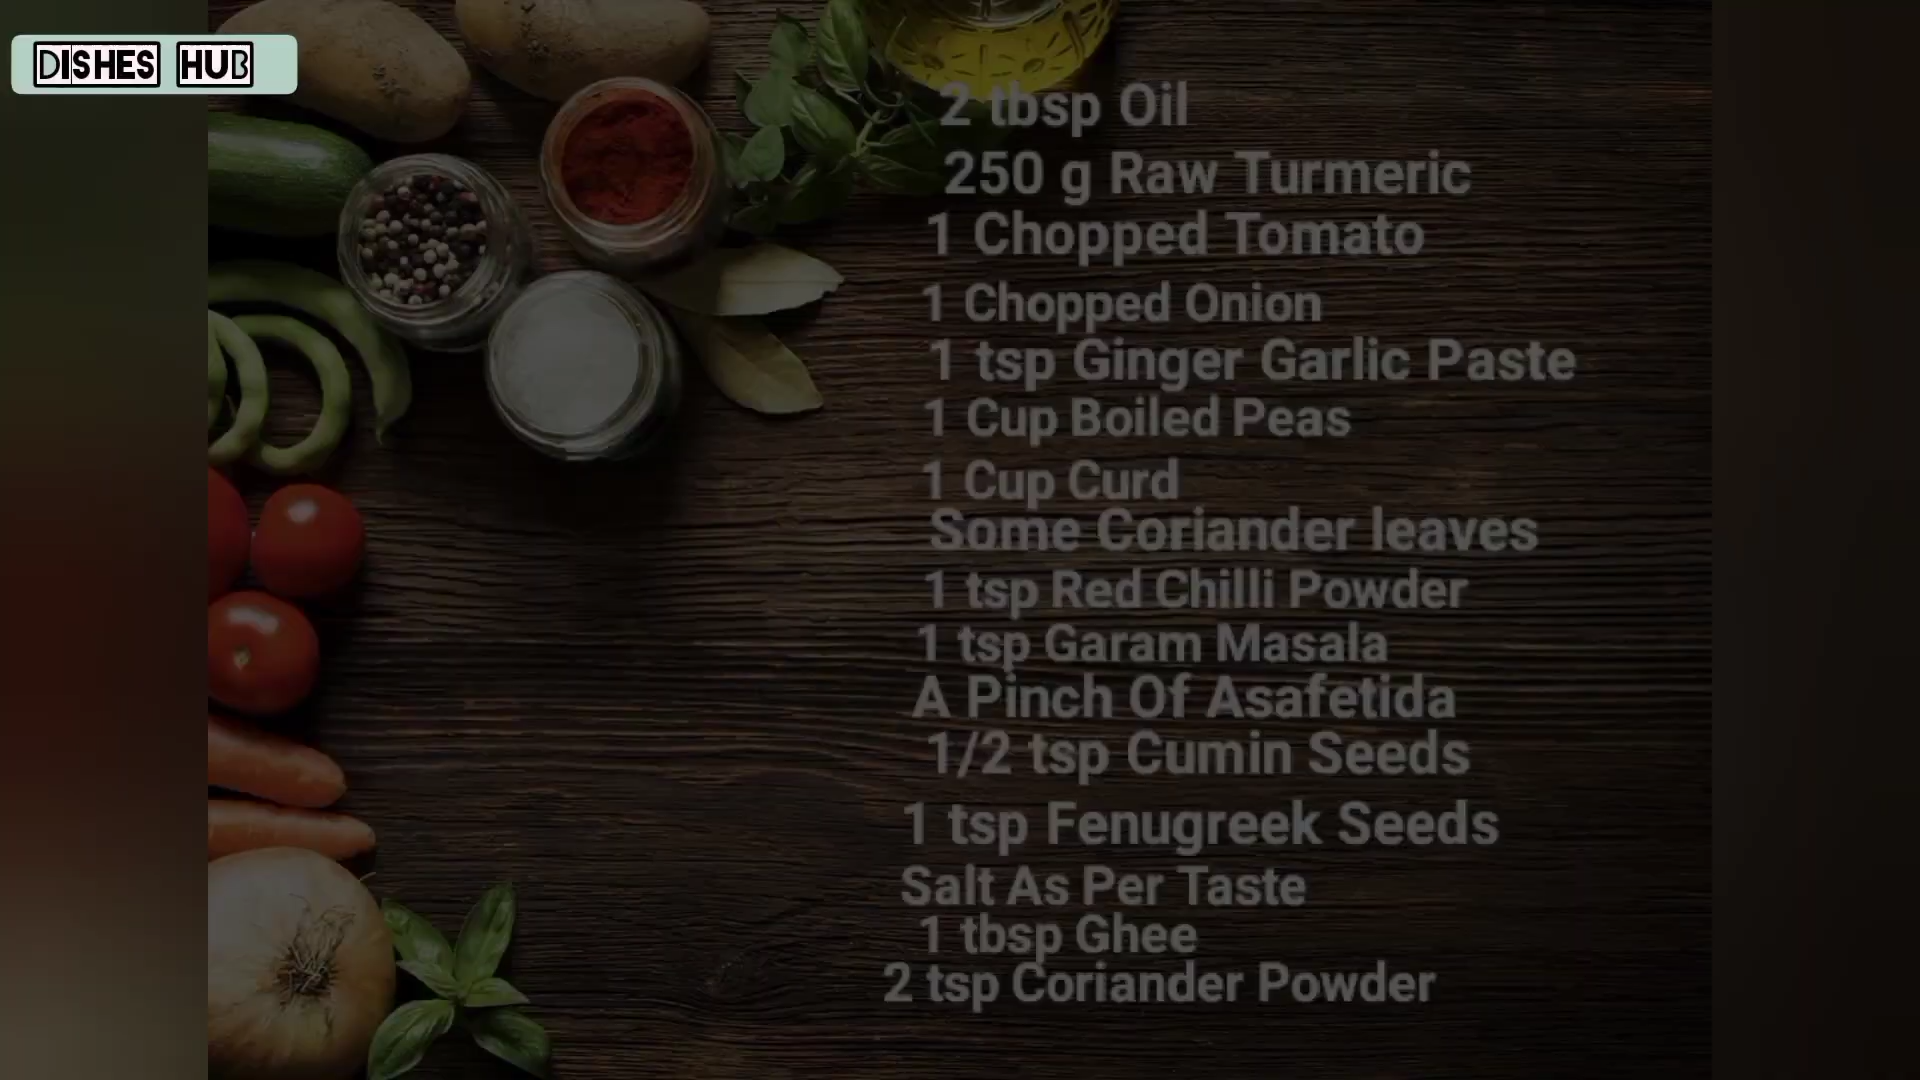 DISHES HUB
2 tbsp Oil
250 g Raw Turmeric
1 Chopped Tomato
1 Chopped Onion
1 tsp Ginger Garlic Paste
1 Cup Boiled Peas
1 Cup Curd
Some Coriander leaves
1 tsp Red Chilli Powder
1 tsp Garam Masala
A Pinch Of Asafetida
1/2 tsp Cumin Seeds
1 tsp Fenugreek Seeds
Salt As Per Taste
1 tbsp Ghee
2 tsp Coriander Powder